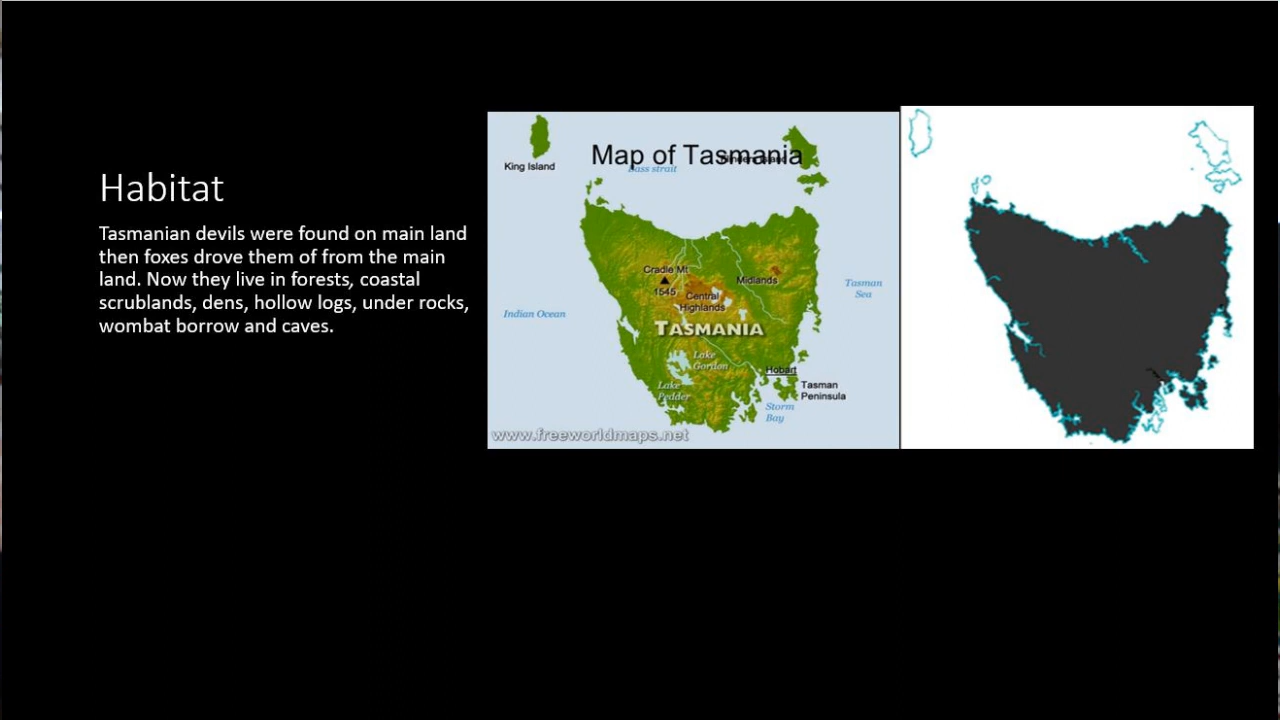 Habitat
Tasmanian devils were found on main land
then foxes drove them of from the main
land. Now they live in forests, coastal
scrublands, dens, hollow logs, under rocks,
wombat borrow and caves.
Map of Tasmania
King Island
Bass strait
Cradle Mt
1545
Midlands
Central
Highlands
Tasman
Sea
Indian Ocean
TASMANIA
Lake
Gordon
Lake
Pedder
Hobart
Tasman
Peninsula
Storm
Bay
www.freeworldmaps.net